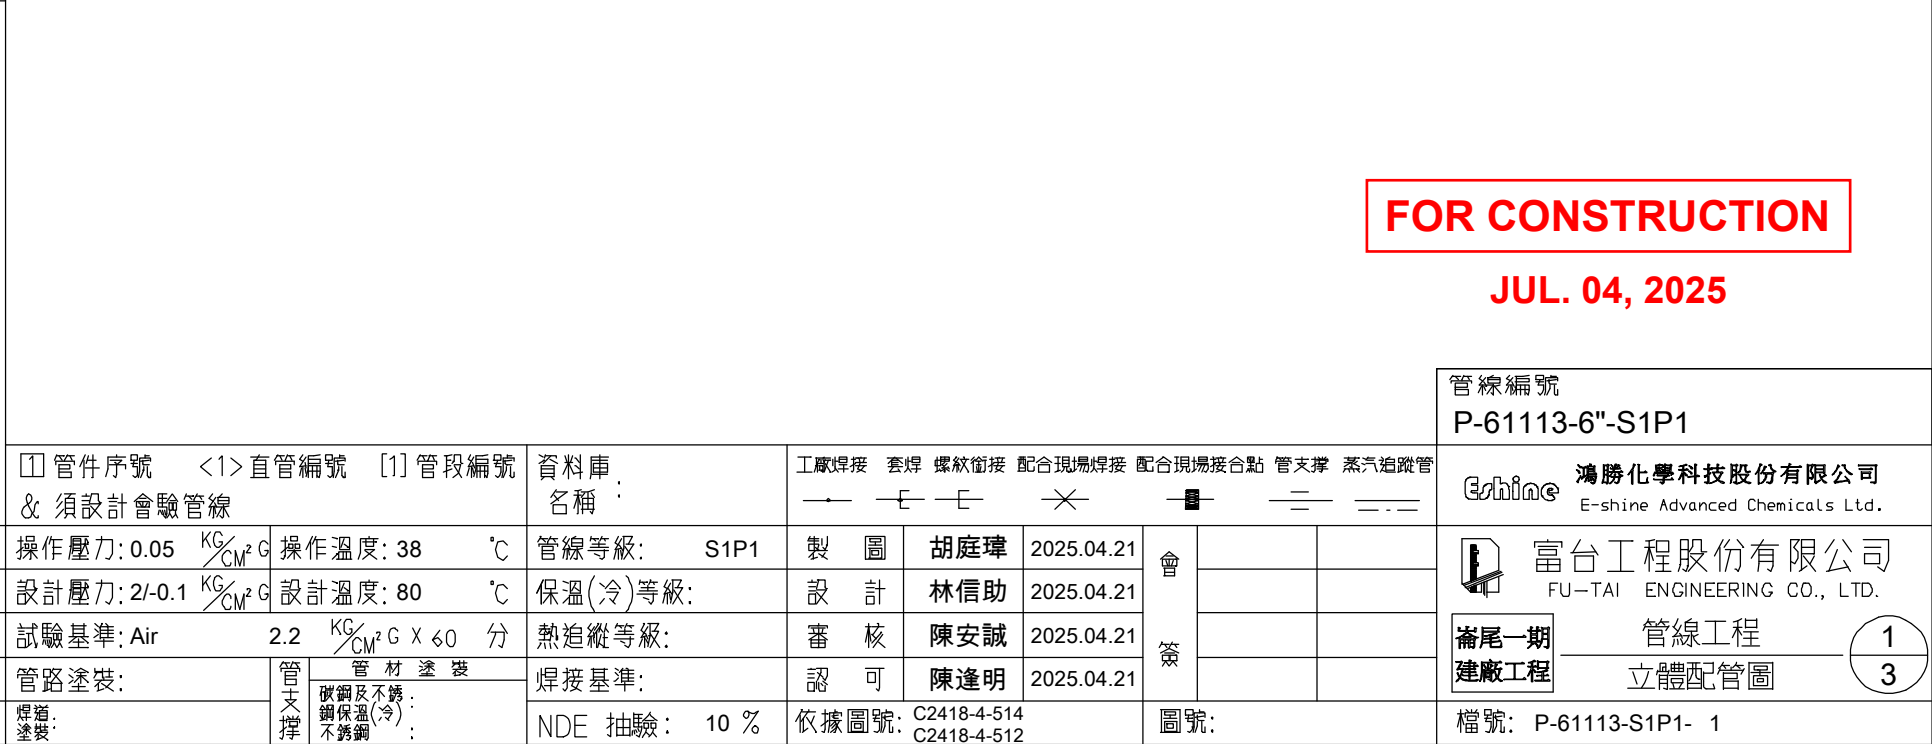 FOR CONSTRUCTION
JUL. 04, 2025
管線編號
P-61113-6"-S1P1
1 管件序號 <1>直管編號 [1]管段編號
& 須設計會驗管線
資料庫名稱 :
工廠焊接 套焊 螺紋銜接 配合現場焊接 配合現場接合點 管支撐 蒸汽追蹤管
Eshine 鴻勝化學科技股份有限公司
E-shine Advanced Chemicals Ltd.
操作壓力: 0.05 KG/CM² G 操作溫度: 38 °C 管線等級: S1P1 製圖 胡庭瑋 2025.04.21 會簽
設計壓力: 2/-0.1 KG/CM² G 設計溫度: 80 °C 保溫(冷)等級: 設計 林信助 2025.04.21
試驗基準: Air 2.2 KG/CM² G X 60 分 熱追縱等級: 審核 陳安誠 2025.04.21
管路塗裝: 管支撐 管材塗裝 焊接基準: 認可 陳逢明 2025.04.21
焊道塗裝: 碳鋼及不銹鋼保溫(冷) : 不銹鋼 : NDE 抽驗: 10 % 依據圖號: C2418-4-514
C2418-4-512
圖號:
富台工程股份有限公司
FU-TAI ENGINEERING CO., LTD.
崙尾一期
建廠工程
管線工程
立體配管圖
1
3
檔號: P-61113-S1P1- 1